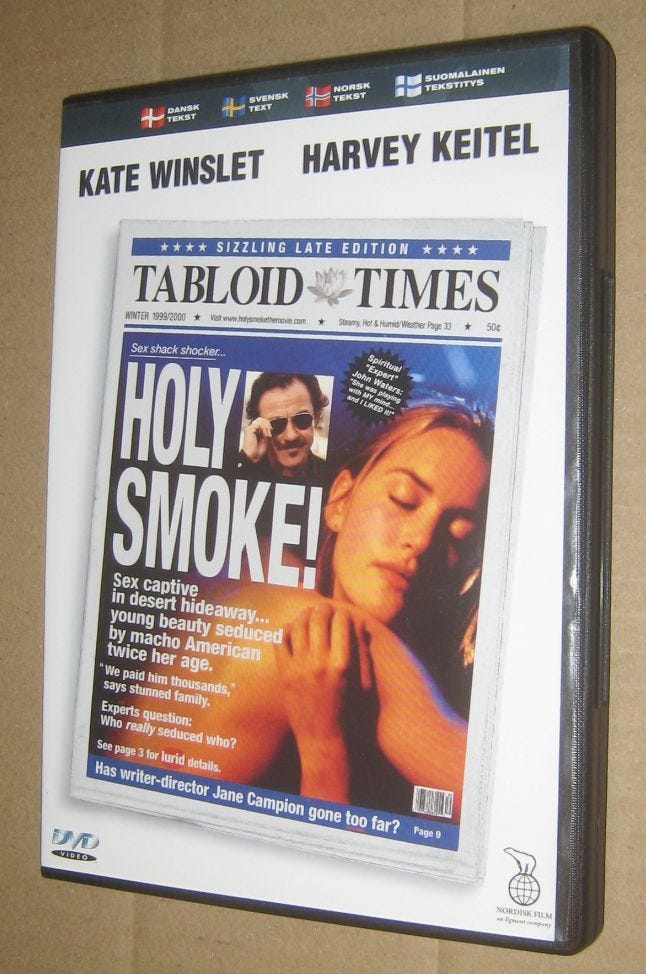 DANSK TEKST
SVENSK TEXT
NORSK TEKST
SUOMALAINEN TEKSTITYS
KATE WINSLET HARVEY KEITEL
★★★★ SIZZLING LATE EDITION ★★★★
TABLOID TIMES
WINTER 1999/2000 ★ Visit www.holysmokethemovie.com ★ Steamy, Hot & Humid/Weather Page 33 ★ 50¢
Sex shack shocker...
Spiritual
"Expert"
John Waters:
"She was playing
with MY mind...
and I LIKED it!"
HOLY
SMOKE!
Sex captive
in desert hideaway...
young beauty seduced
by macho American
twice her age.
"We paid him thousands,"
says stunned family.
Experts question:
Who really seduced who?
See page 3 for lurid details.
Has writer-director Jane Campion gone too far? Page 9
DVD
VIDEO
NORDISK FILM
an Egmont company